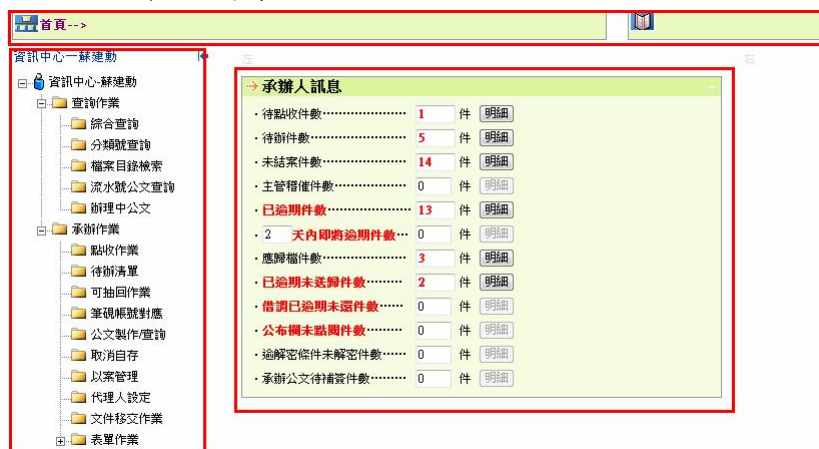 首頁-->
資訊中心—蘇建勳
左
右
資訊中心-蘇建勳
查詢作業
綜合查詢
分類號查詢
檔案目錄檢索
流水號公文查詢
辦理中公文
承辦作業
點收作業
待辦清單
可抽回作業
筆硯帳號對應
公文製作/查詢
取消自存
以案管理
代理人設定
文件移交作業
表單作業
承辦人訊息
·待點收件數………………… 1 件 明細
·待辦件數…………………… 5 件 明細
·未結案件數………………… 14 件 明細
·主管稽催件數……………… 0 件 明細
·已逾期件數………………… 13 件 明細
·2 天內即將逾期件數… 0 件 明細
·應歸檔件數………………… 3 件 明細
·已逾期未送歸件數……… 2 件 明細
·借調已逾期未還件數…… 0 件 明細
·公布欄未點閱件數……… 0 件 明細
·逾解密條件未解密件數…… 0 件 明細
·承辦公文待補簽件數……… 0 件 明細